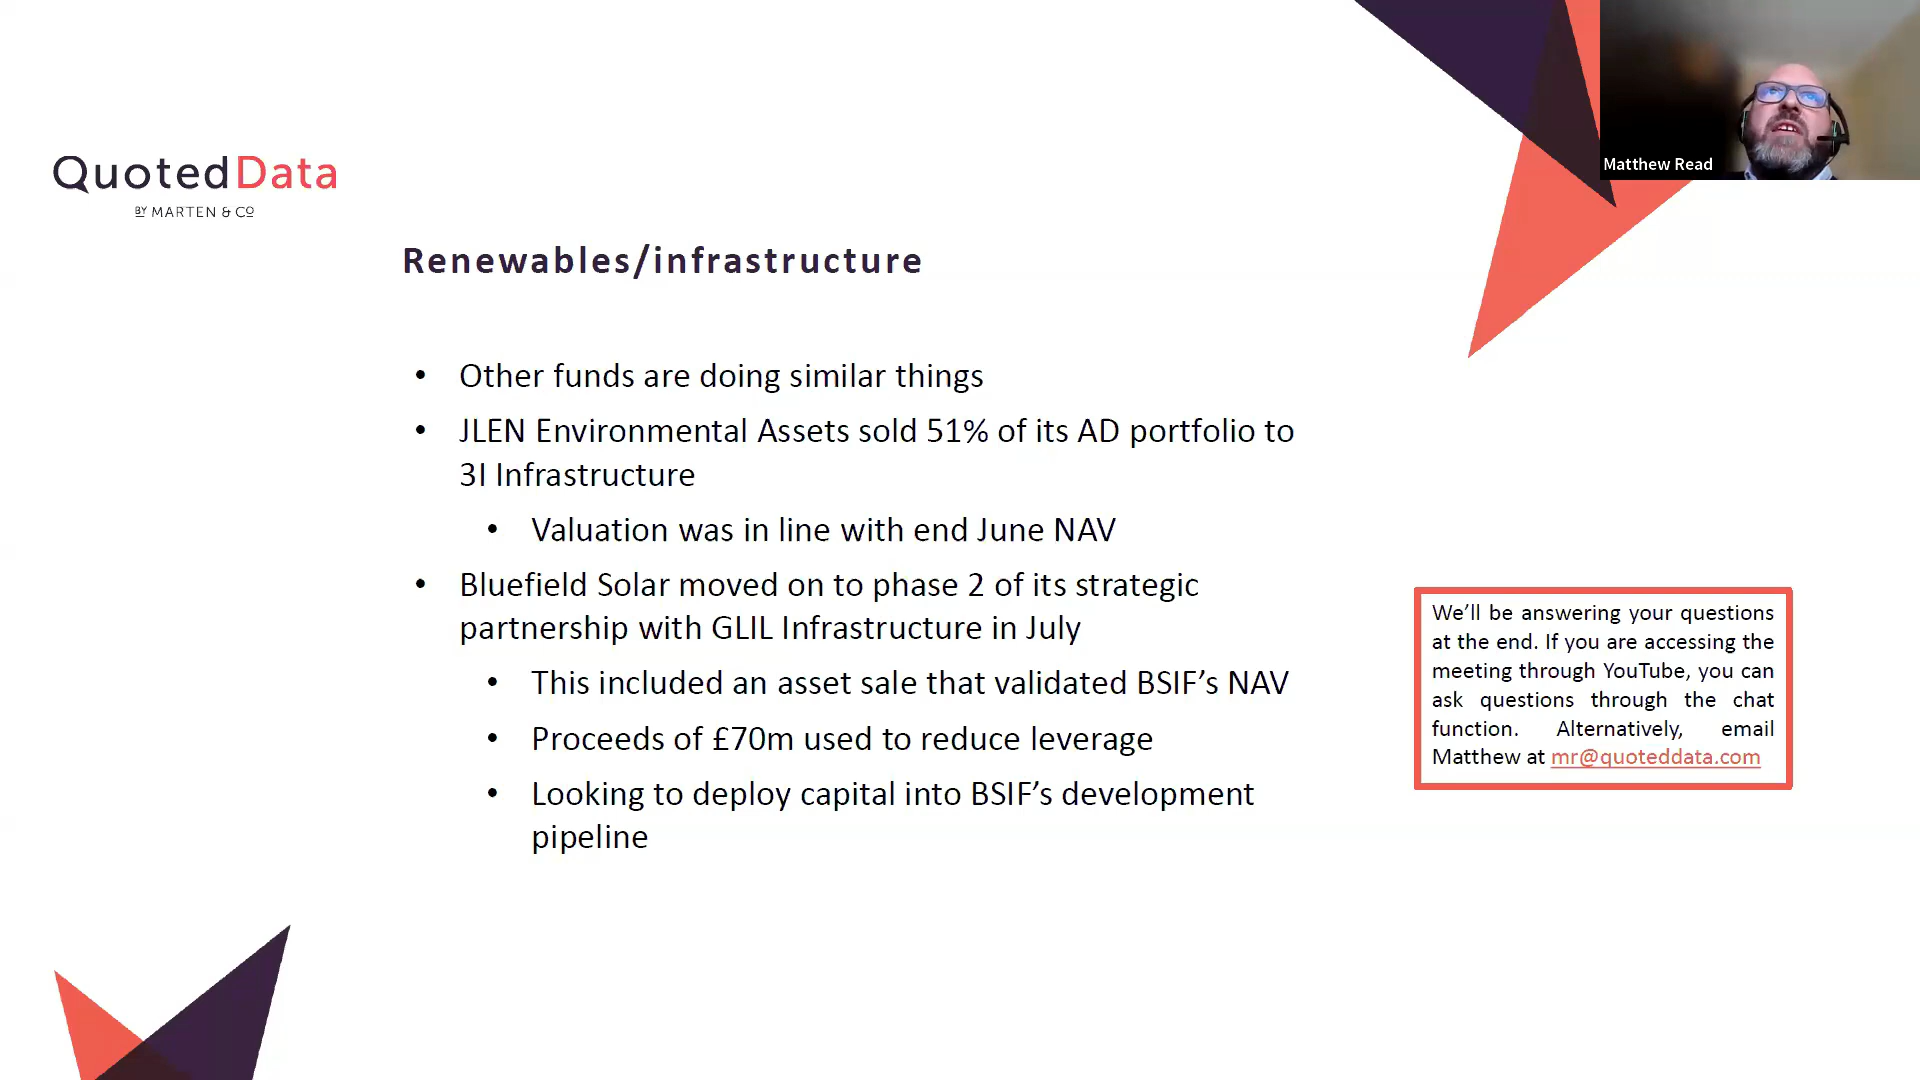 Matthew Read
QuotedData
BY MARTEN & CO
Renewables/infrastructure
• Other funds are doing similar things
• JLEN Environmental Assets sold 51% of its AD portfolio to
3I Infrastructure
• Valuation was in line with end June NAV
• Bluefield Solar moved on to phase 2 of its strategic
partnership with GLIL Infrastructure in July
• This included an asset sale that validated BSIF’s NAV
• Proceeds of £70m used to reduce leverage
• Looking to deploy capital into BSIF’s development
pipeline
We’ll be answering your questions
at the end. If you are accessing the
meeting through YouTube, you can
ask questions through the chat
function. Alternatively, email
Matthew at mr@quoteddata.com